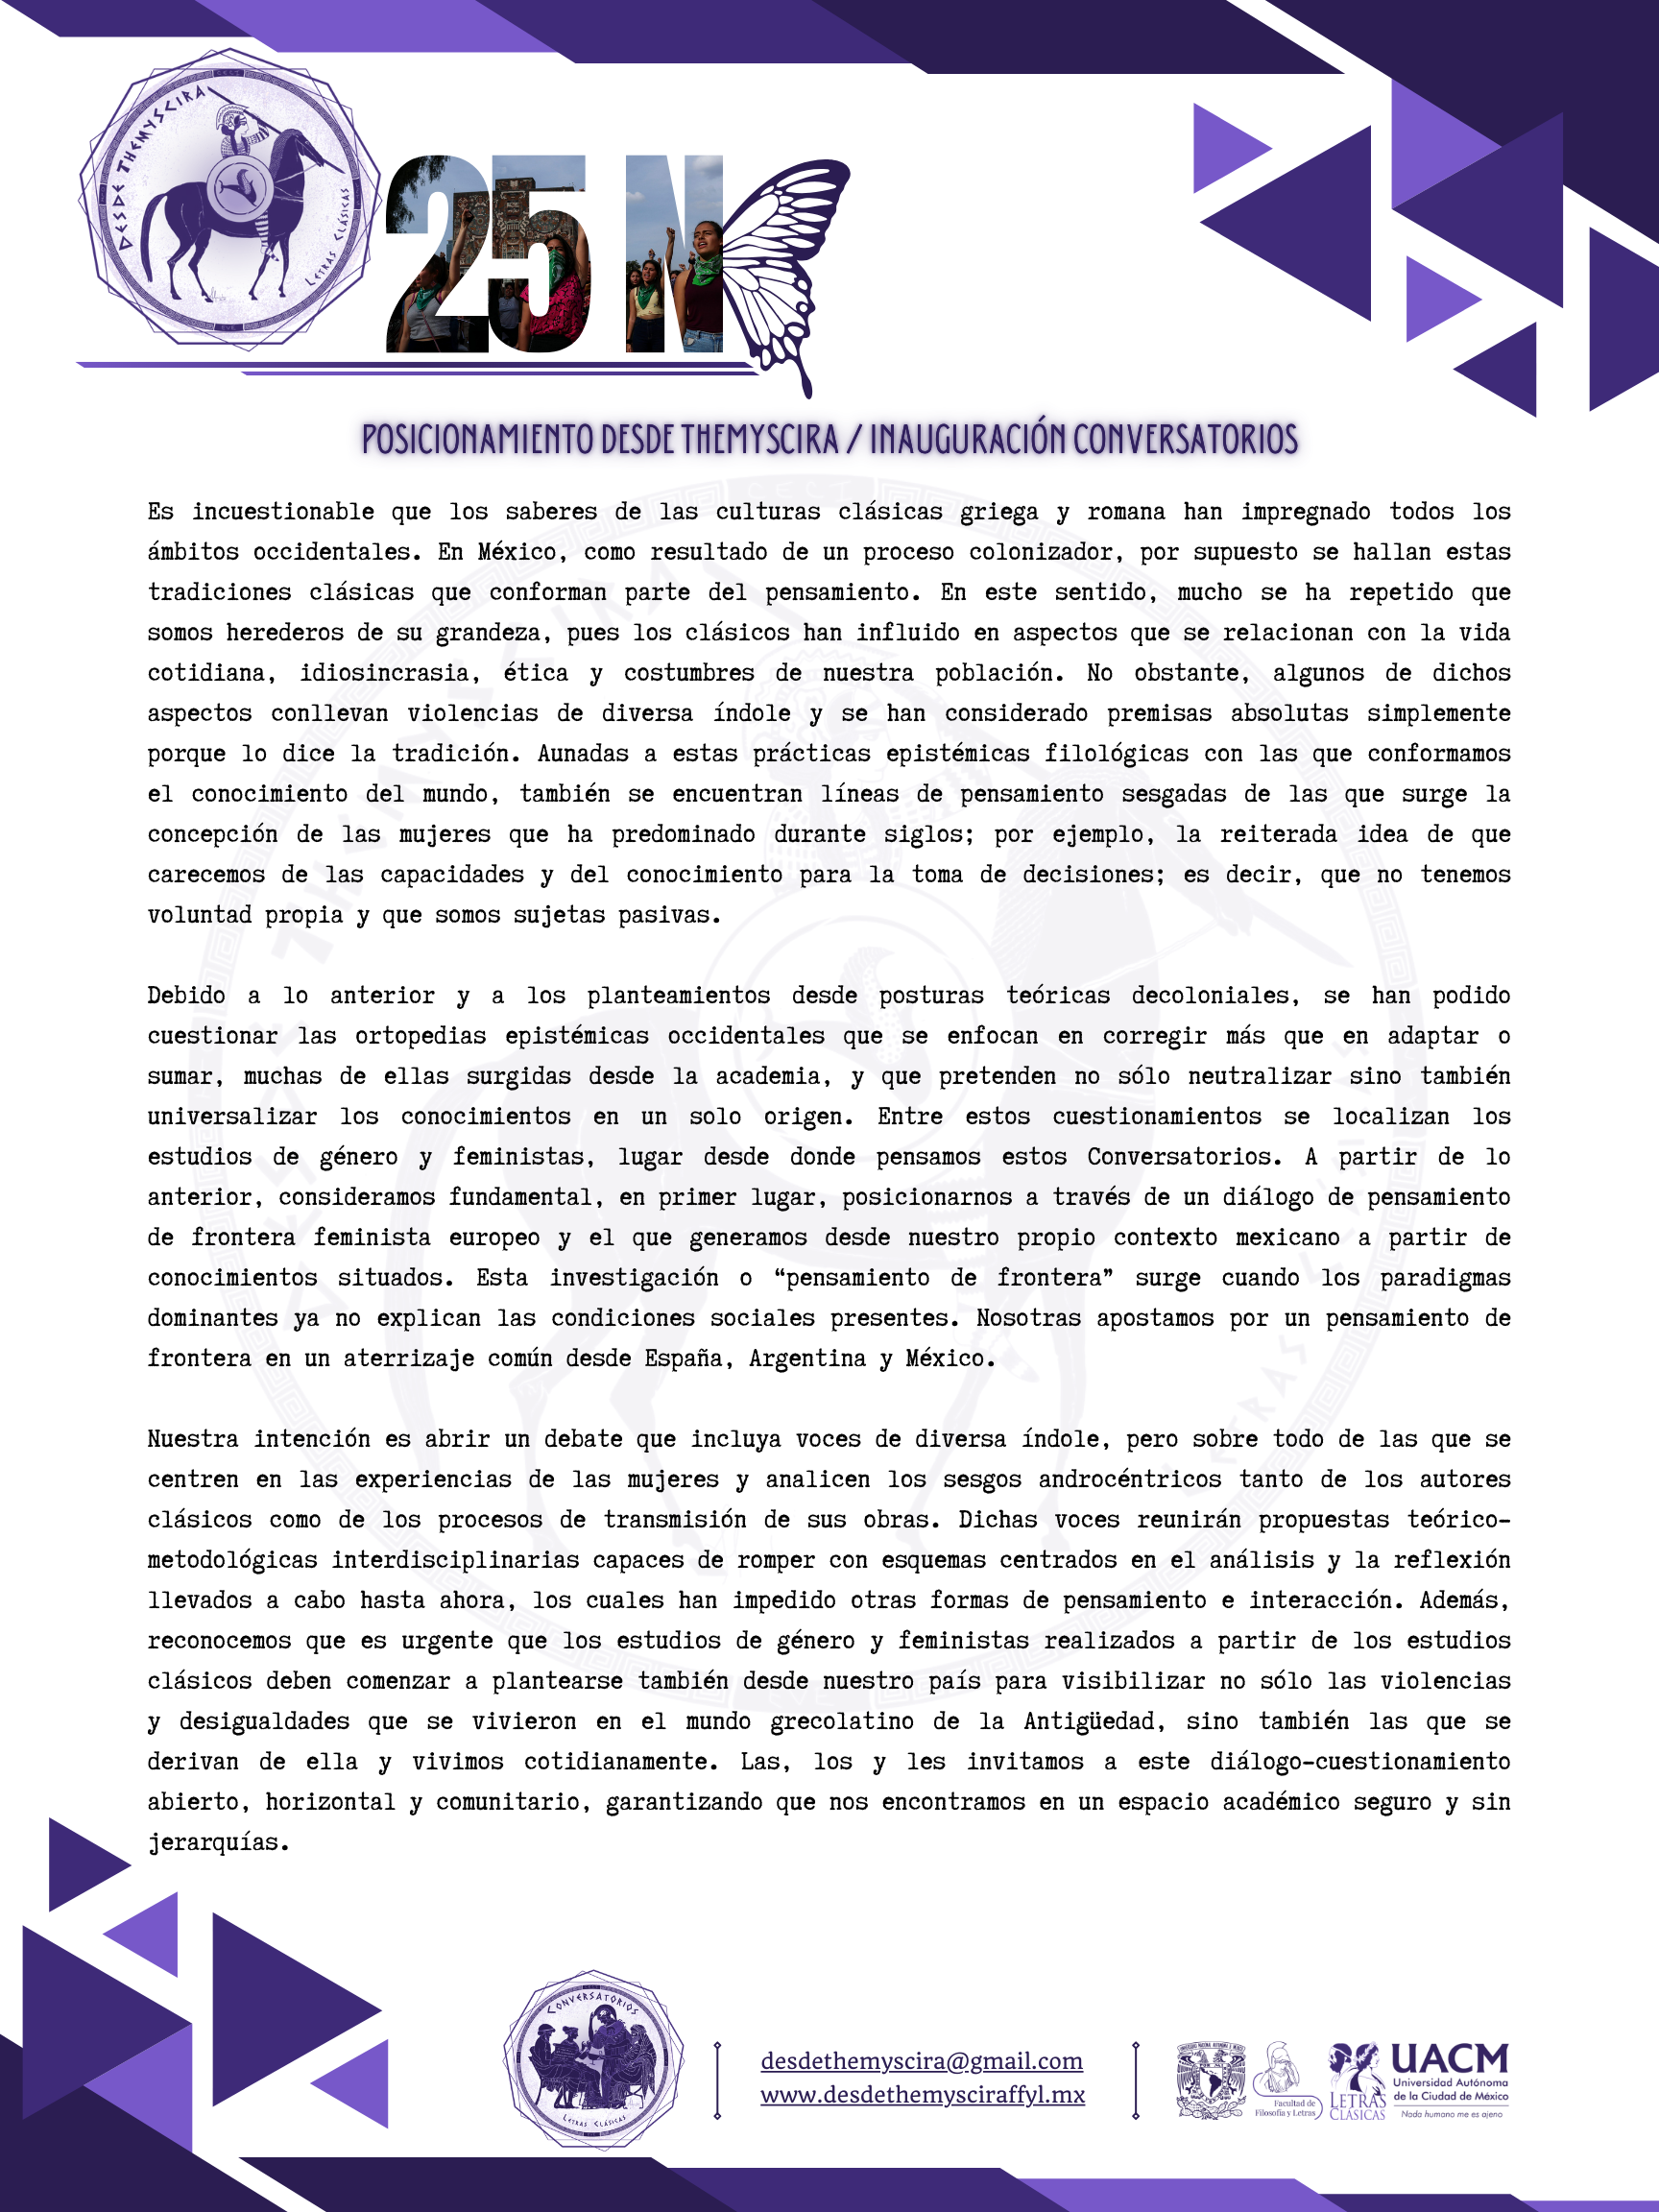 DESDE THEMYSCIRA
LETRAS CLÁSICAS
25 N
POSICIONAMIENTO DESDE THEMYSCIRA / INAUGURACIÓN CONVERSATORIOS
Es incuestionable que los saberes de las culturas clásicas griega y romana han impregnado todos los
ámbitos occidentales. En México, como resultado de un proceso colonizador, por supuesto se hallan estas
tradiciones clásicas que conforman parte del pensamiento. En este sentido, mucho se ha repetido que
somos herederos de su grandeza, pues los clásicos han influido en aspectos que se relacionan con la vida
cotidiana, idiosincrasia, ética y costumbres de nuestra población. No obstante, algunos de dichos
aspectos conllevan violencias de diversa índole y se han considerado premisas absolutas simplemente
porque lo dice la tradición. Aunadas a estas prácticas epistémicas filológicas con las que conformamos
el conocimiento del mundo, también se encuentran líneas de pensamiento sesgadas de las que surge la
concepción de las mujeres que ha predominado durante siglos; por ejemplo, la reiterada idea de que
carecemos de las capacidades y del conocimiento para la toma de decisiones; es decir, que no tenemos
voluntad propia y que somos sujetas pasivas.
Debido a lo anterior y a los planteamientos desde posturas teóricas decoloniales, se han podido
cuestionar las ortopedias epistémicas occidentales que se enfocan en corregir más que en adaptar o
sumar, muchas de ellas surgidas desde la academia, y que pretenden no sólo neutralizar sino también
universalizar los conocimientos en un solo origen. Entre estos cuestionamientos se localizan los
estudios de género y feministas, lugar desde donde pensamos estos Conversatorios. A partir de lo
anterior, consideramos fundamental, en primer lugar, posicionarnos a través de un diálogo de pensamiento
de frontera feminista europeo y el que generamos desde nuestro propio contexto mexicano a partir de
conocimientos situados. Esta investigación o “pensamiento de frontera” surge cuando los paradigmas
dominantes ya no explican las condiciones sociales presentes. Nosotras apostamos por un pensamiento de
frontera en un aterrizaje común desde España, Argentina y México.
Nuestra intención es abrir un debate que incluya voces de diversa índole, pero sobre todo de las que se
centren en las experiencias de las mujeres y analicen los sesgos androcéntricos tanto de los autores
clásicos como de los procesos de transmisión de sus obras. Dichas voces reunirán propuestas teórico-
metodológicas interdisciplinarias capaces de romper con esquemas centrados en el análisis y la reflexión
llevados a cabo hasta ahora, los cuales han impedido otras formas de pensamiento e interacción. Además,
reconocemos que es urgente que los estudios de género y feministas realizados a partir de los estudios
clásicos deben comenzar a plantearse también desde nuestro país para visibilizar no sólo las violencias
y desigualdades que se vivieron en el mundo grecolatino de la Antigüedad, sino también las que se
derivan de ella y vivimos cotidianamente. Las, los y les invitamos a este diálogo-cuestionamiento
abierto, horizontal y comunitario, garantizando que nos encontramos en un espacio académico seguro y sin
jerarquías.
CONVERSATORIOS
LETRAS CLÁSICAS
desdethemyscira@gmail.com
www.desdethemysciraffyl.mx
Facultad de
Filosofía y Letras
LETRAS
CLÁSICAS
UACM
Universidad Autónoma
de la Ciudad de México
Nada humano me es ajeno